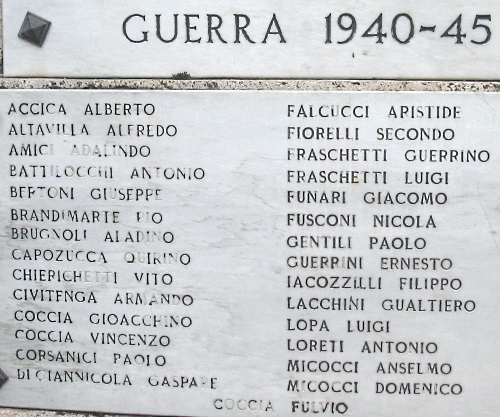 GUERRA 1940-45
ACCICA ALBERTO
ALTAVILLA ALFREDO
AMICI ADALINDO
BATTILOCCHI ANTONIO
BERTONI GIUSEPPE
BRANDIMARTE PIO
BRUGNOLI ALADINO
CAPOZUCCA QUIRINO
CHIERICHETTI VITO
CIVITENGA ARMANDO
COCCIA GIOACCHINO
COCCIA VINCENZO
CORSANICI PAOLO
DI GIANNICOLA GASPARE
FALCUCCI ARISTIDE
FIORELLI SECONDO
FRASCHETTI GUERRINO
FRASCHETTI LUIGI
FUNARI GIACOMO
FUSCONI NICOLA
GENTILI PAOLO
GUERRINI ERNESTO
IACOZZILLI FILIPPO
LACCHINI GUALTIERO
LOPA LUIGI
LORETI ANTONIO
MICOCCI ANSELMO
MICOCCI DOMENICO
COCCIA FULVIO